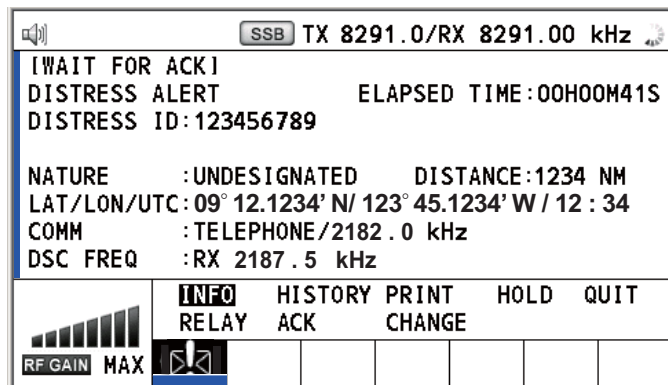 SSB TX 8291.0/RX 8291.00 kHz
[WAIT FOR ACK]
DISTRESS ALERT ELAPSED TIME:00H00M41S
DISTRESS ID:123456789
NATURE :UNDESIGNATED DISTANCE:1234 NM
LAT/LON/UTC: 09° 12.1234' N/ 123° 45.1234' W / 12 : 34
COMM :TELEPHONE/2182 . 0 kHz
DSC FREQ :RX 2187 . 5 kHz
INFO HISTORY PRINT HOLD QUIT
RELAY ACK CHANGE
RF GAIN MAX